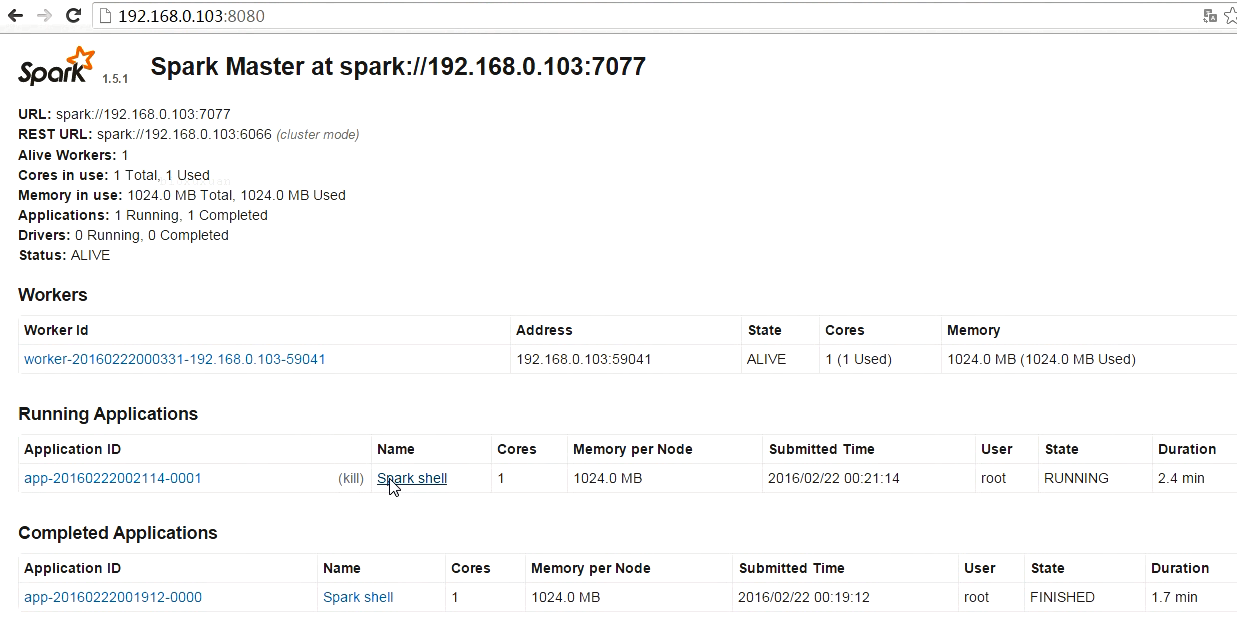 192.168.0.103:8080
Spark 1.5.1 Spark Master at spark://192.168.0.103:7077
URL: spark://192.168.0.103:7077
REST URL: spark://192.168.0.103:6066 (cluster mode)
Alive Workers: 1
Cores in use: 1 Total, 1 Used
Memory in use: 1024.0 MB Total, 1024.0 MB Used
Applications: 1 Running, 1 Completed
Drivers: 0 Running, 0 Completed
Status: ALIVE
Workers
Worker Id Address State Cores Memory
worker-20160222000331-192.168.0.103-59041 192.168.0.103:59041 ALIVE 1 (1 Used) 1024.0 MB (1024.0 MB Used)
Running Applications
Application ID Name Cores Memory per Node Submitted Time User State Duration
app-20160222002114-0001 (kill) Spark shell 1 1024.0 MB 2016/02/22 00:21:14 root RUNNING 2.4 min
Completed Applications
Application ID Name Cores Memory per Node Submitted Time User State Duration
app-20160222001912-0000 Spark shell 1 1024.0 MB 2016/02/22 00:19:12 root FINISHED 1.7 min